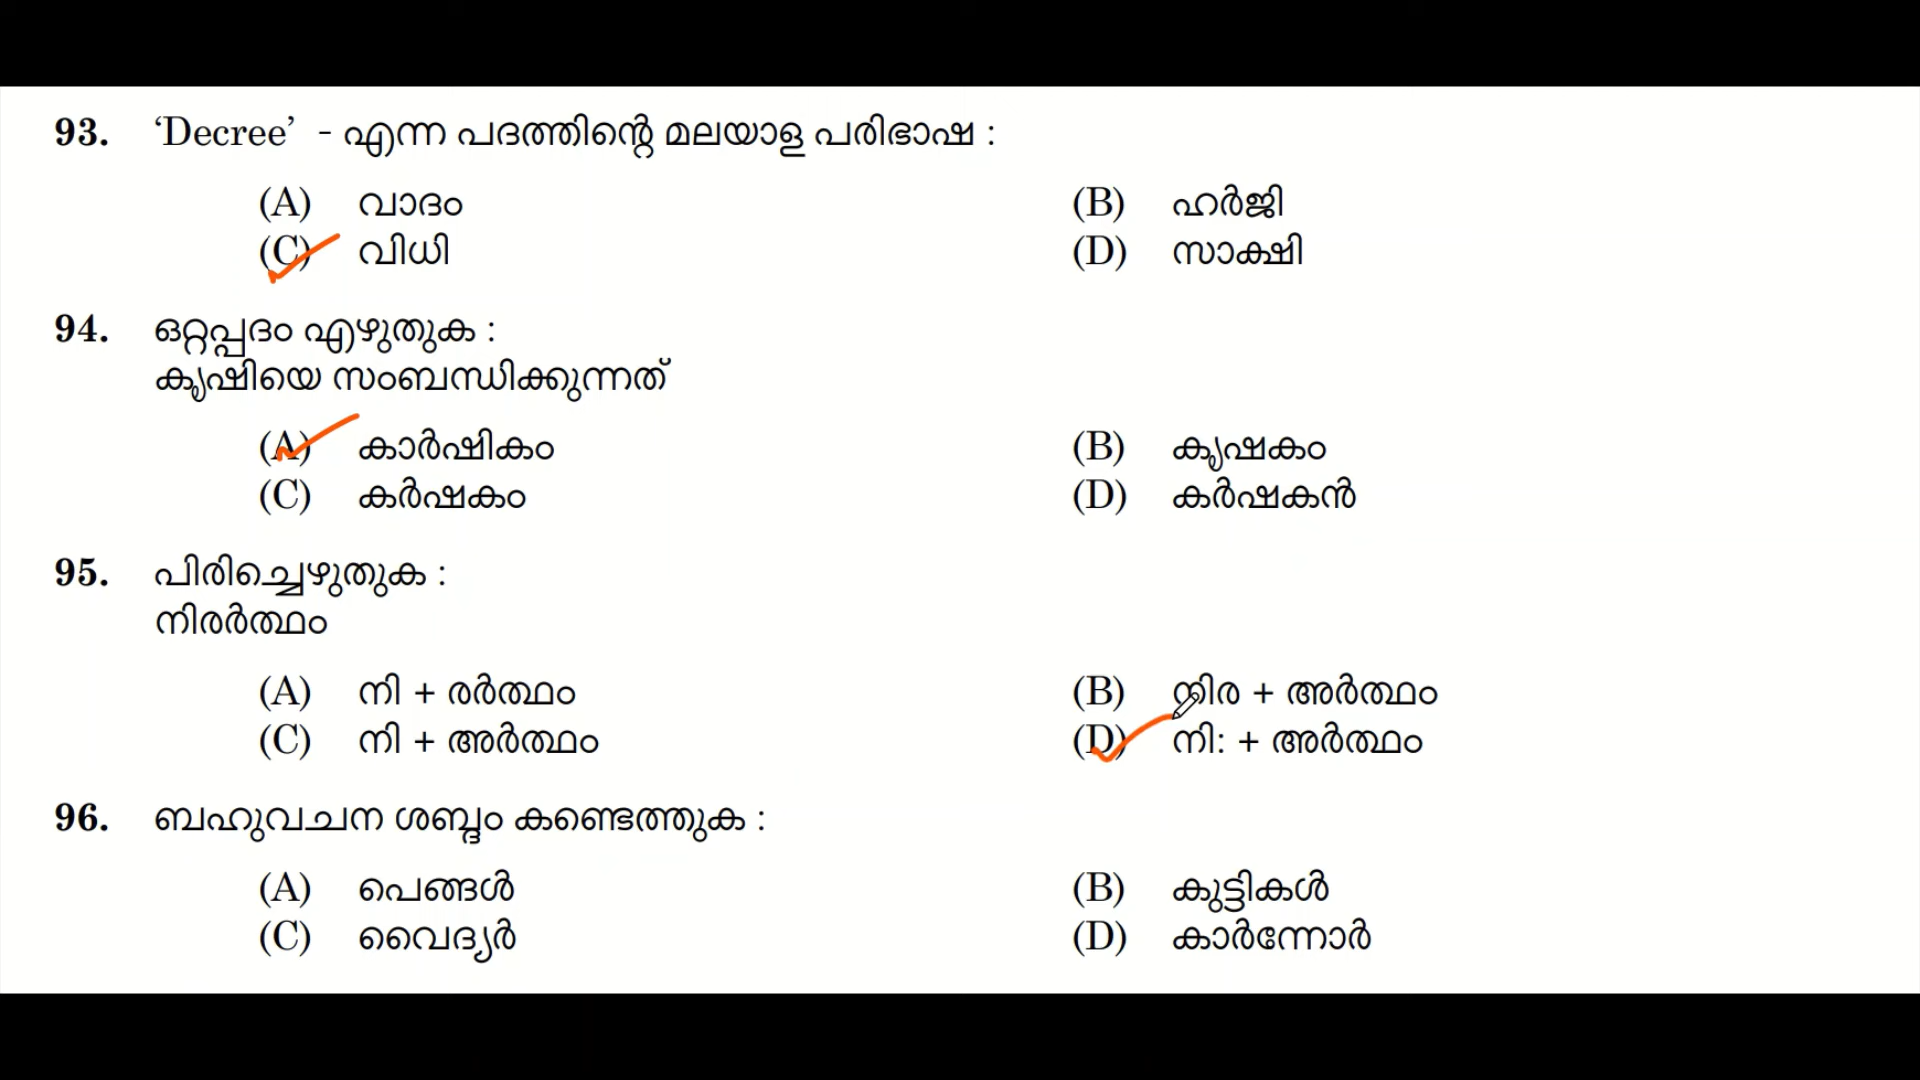 93. ‘Decree’ - എന്ന പദത്തിന്റെ മലയാള പരിഭാഷ :
(A) വാദം (B) ഹർജി
(C) വിധി (D) സാക്ഷി
94. ഒറ്റപ്പദം എഴുതുക :
കൃഷിയെ സംബന്ധിക്കുന്നത്
(A) കാർഷികം (B) കൃഷകം
(C) കർഷകം (D) കർഷകൻ
95. പിരിച്ചെഴുതുക :
നിരർത്ഥം
(A) നി + രർത്ഥം (B) നിര + അർത്ഥം
(C) നി + അർത്ഥം (D) നി: + അർത്ഥം
96. ബഹുവചന ശബ്ദം കണ്ടെത്തുക :
(A) പെങ്ങൾ (B) കുട്ടികൾ
(C) വൈദ്യർ (D) കാർന്നോർ